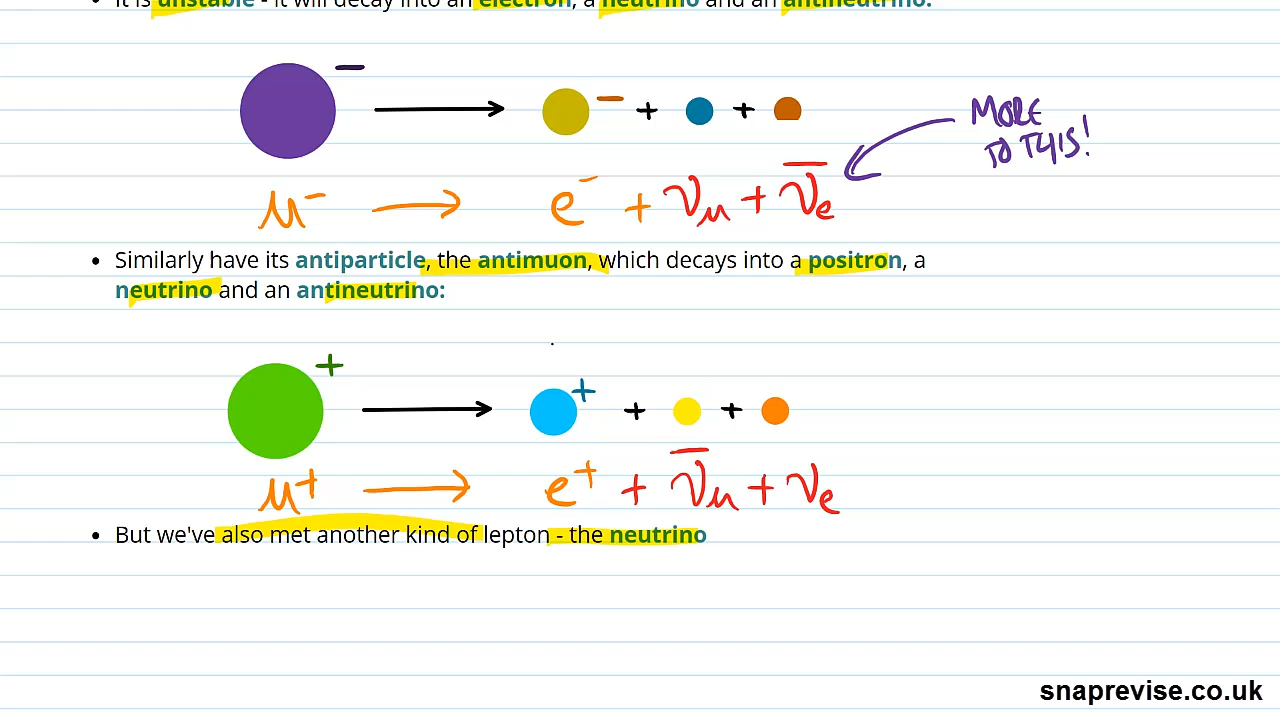 • It is unstable - it will decay into an electron, a neutrino and an antineutrino:
−
− + +
MORE
TO THIS!
μ⁻ → e⁻ + νμ + ν̅e
• Similarly have its antiparticle, the antimuon, which decays into a positron, a
neutrino and an antineutrino:
+
+ + +
μ⁺ → e⁺ + ν̅μ + νe
• But we've also met another kind of lepton - the neutrino
snaprevise.co.uk